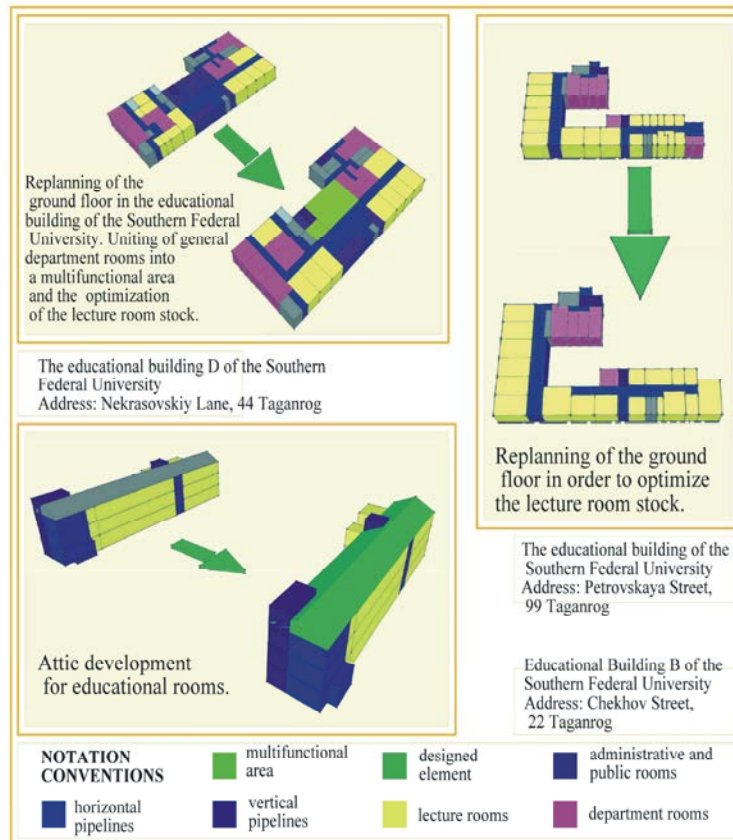 Replanning of the
ground floor in the educational
building of the Southern Federal
University. Uniting of general
department rooms into
a multifunctional area
and the optimization
of the lecture room stock.
The educational building D of the Southern
Federal University
Address: Nekrasovskiy Lane, 44 Taganrog
Replanning of the ground
floor in order to optimize
the lecture room stock.
The educational building of the
Southern Federal University
Address: Petrovskaya Street,
99 Taganrog
Attic development
for educational rooms.
Educational Building B of the
Southern Federal University
Address: Chekhov Street,
22 Taganrog
NOTATION
CONVENTIONS
multifunctional
area
designed
element
administrative and
public rooms
horizontal
pipelines
vertical
pipelines
lecture rooms
department rooms